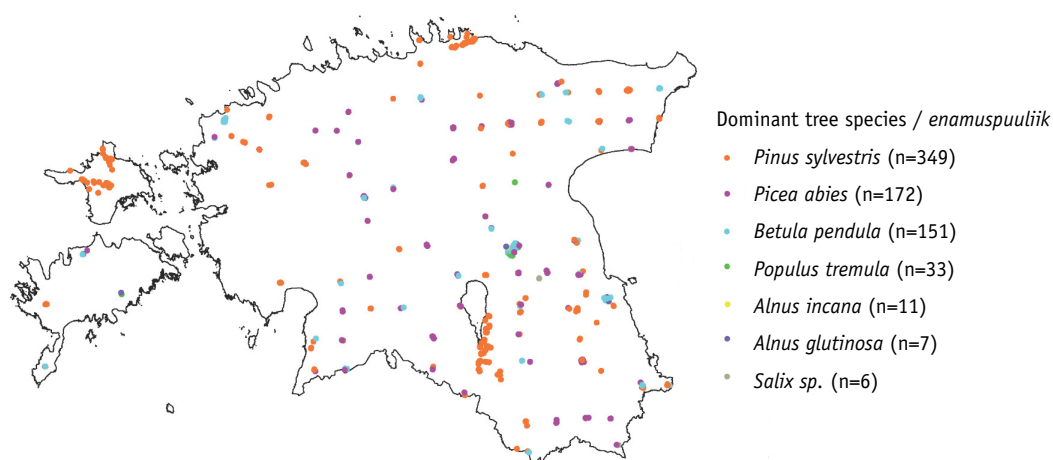 Dominant tree species / enamuspuuliik
Pinus sylvestris (n=349)
Picea abies (n=172)
Betula pendula (n=151)
Populus tremula (n=33)
Alnus incana (n=11)
Alnus glutinosa (n=7)
Salix sp. (n=6)